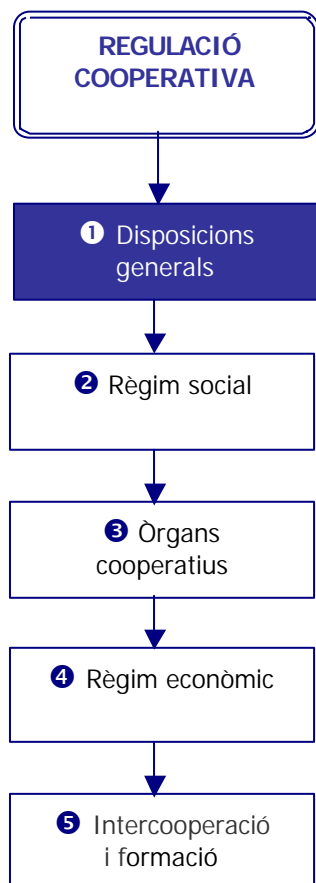 REGULACIÓ
COOPERATIVA
❶ Disposicions
generals
❷ Règim social
❸ Òrgans
cooperatius
❹ Règim econòmic
❺ Intercooperació
i formació